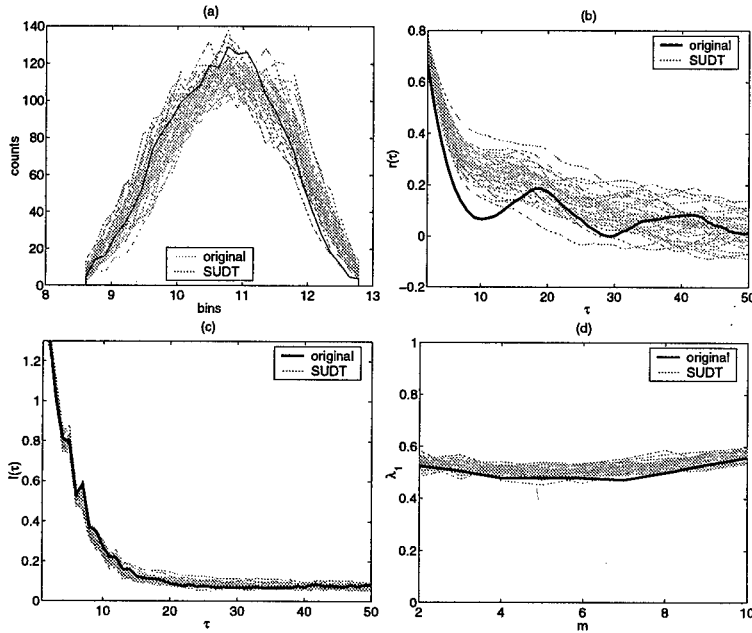 (a)
140
120
100
80
60
40
20
0
counts
8
9
10
11
12
13
bins
original
SUDT
(b)
0.8
0.6
0.4
0.2
0
−0.2
r(τ)
10
20
30
40
50
τ
original
SUDT
(c)
1.2
1
0.8
0.6
0.4
0.2
0
I(τ)
10
20
30
40
50
τ
original
SUDT
(d)
1
0.8
0.6
0.4
0.2
0
λ1
2
4
6
8
10
m
original
SUDT